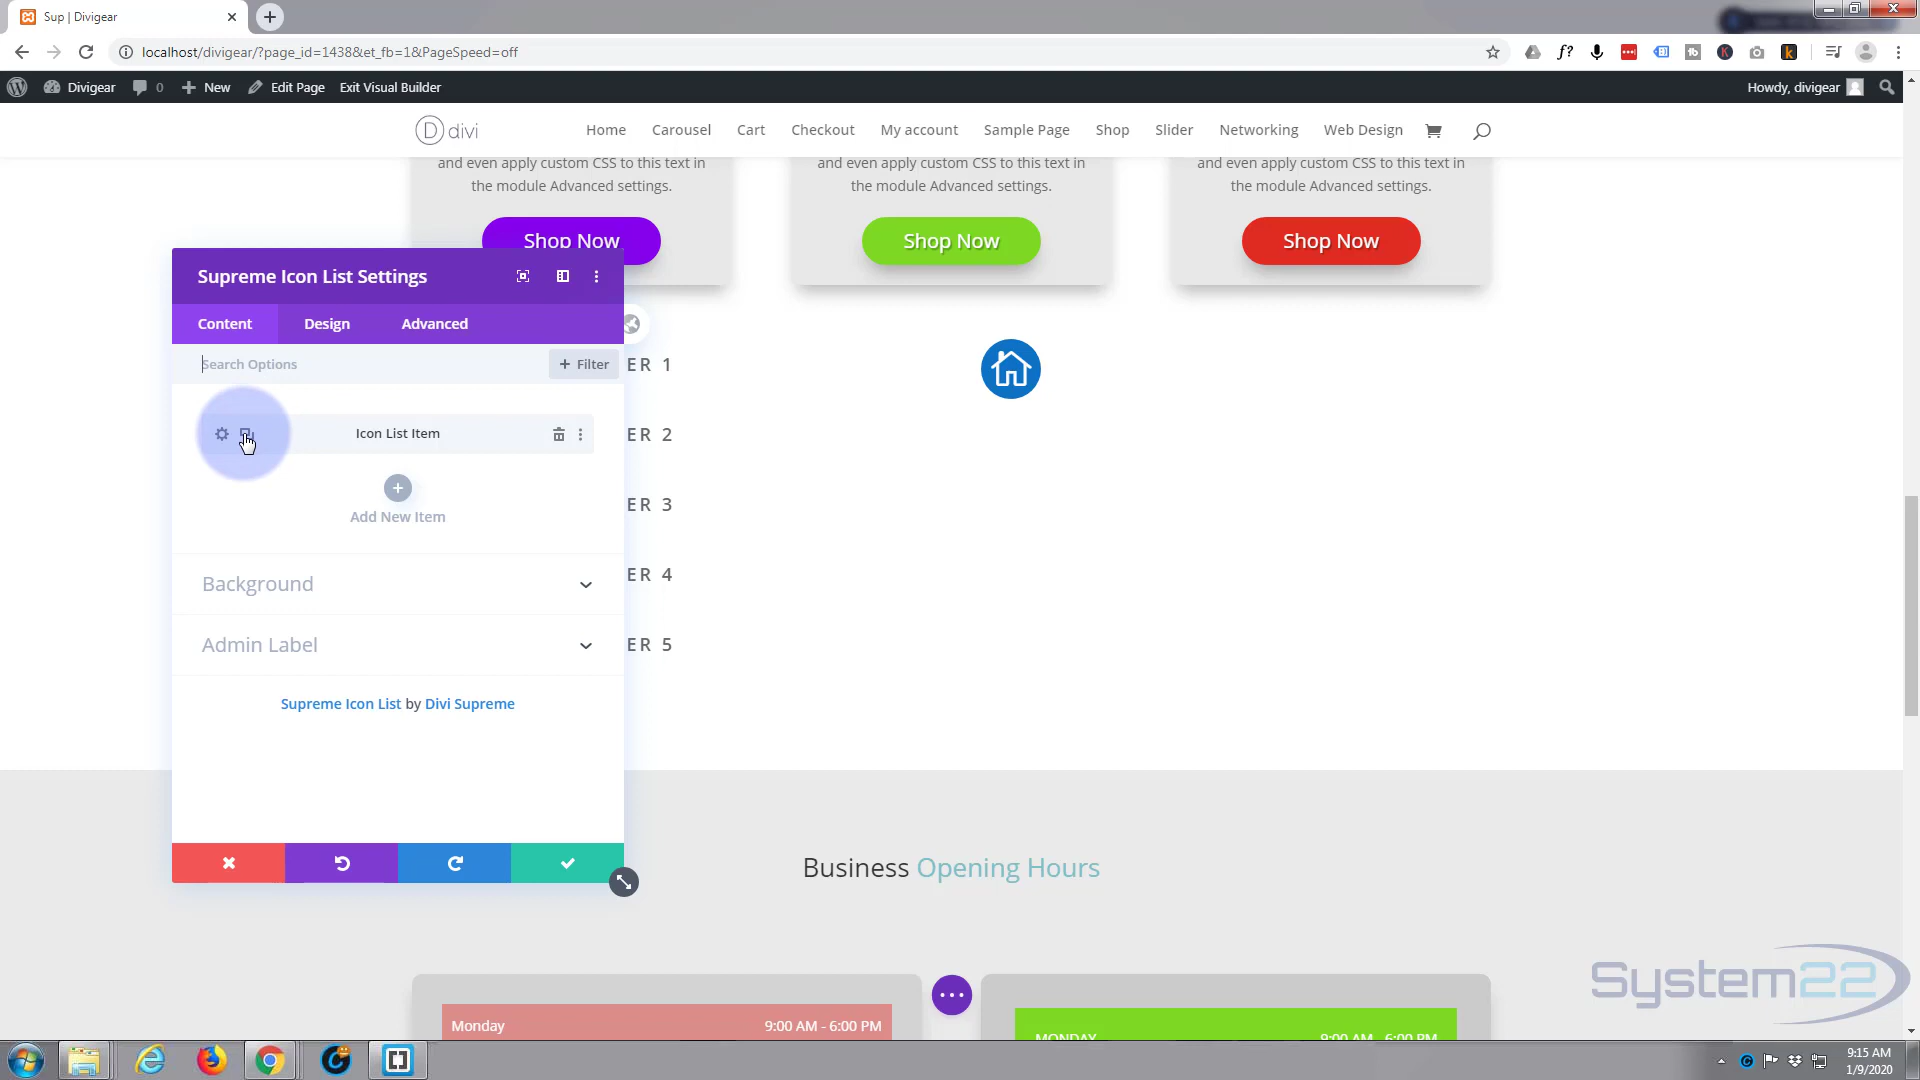 Sup | Divigear
localhost/divigear/?page_id=1438&et_fb=1&PageSpeed=off
Divigear 0 New Edit Page Exit Visual Builder Howdy, divigear
D divi Home Carousel Cart Checkout My account Sample Page Shop Slider Networking Web Design
and even apply custom CSS to this text in
the module Advanced settings.
Shop Now
and even apply custom CSS to this text in
the module Advanced settings.
Shop Now
and even apply custom CSS to this text in
the module Advanced settings.
Shop Now
Supreme Icon List Settings
Content Design Advanced
Search Options + Filter
Icon List Item
Add New Item
Background
Admin Label
Supreme Icon List by Divi Supreme
ER 1
ER 2
ER 3
ER 4
ER 5
Business Opening Hours
Monday 9:00 AM - 6:00 PM
MONDAY 9:00 AM - 6:00 PM
System22
9:15 AM
1/9/2020